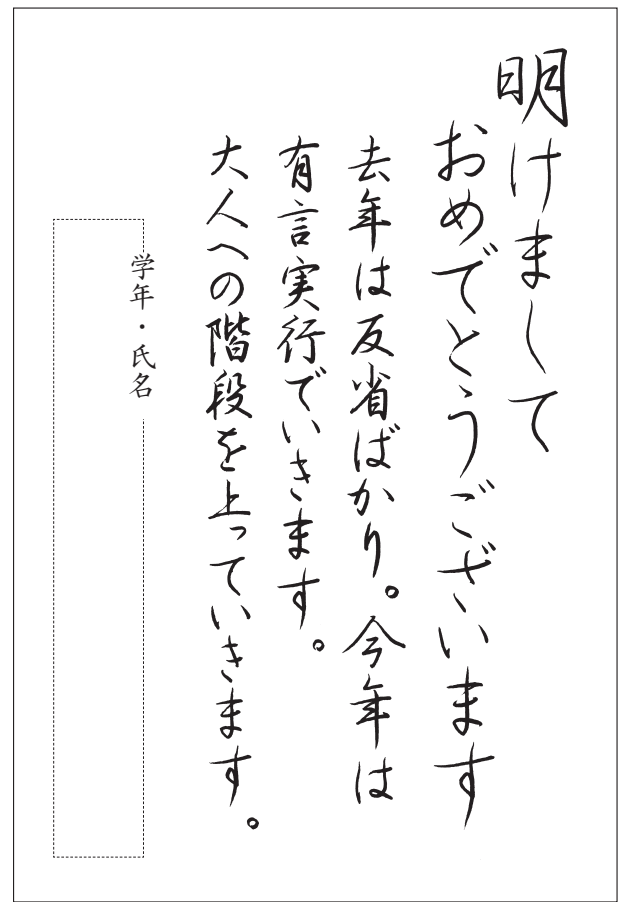 明けまして
おめでとうございます
去年は反省ばかり。今年は
有言実行でいきます。
大人への階段を上っていきます。
学年・氏名